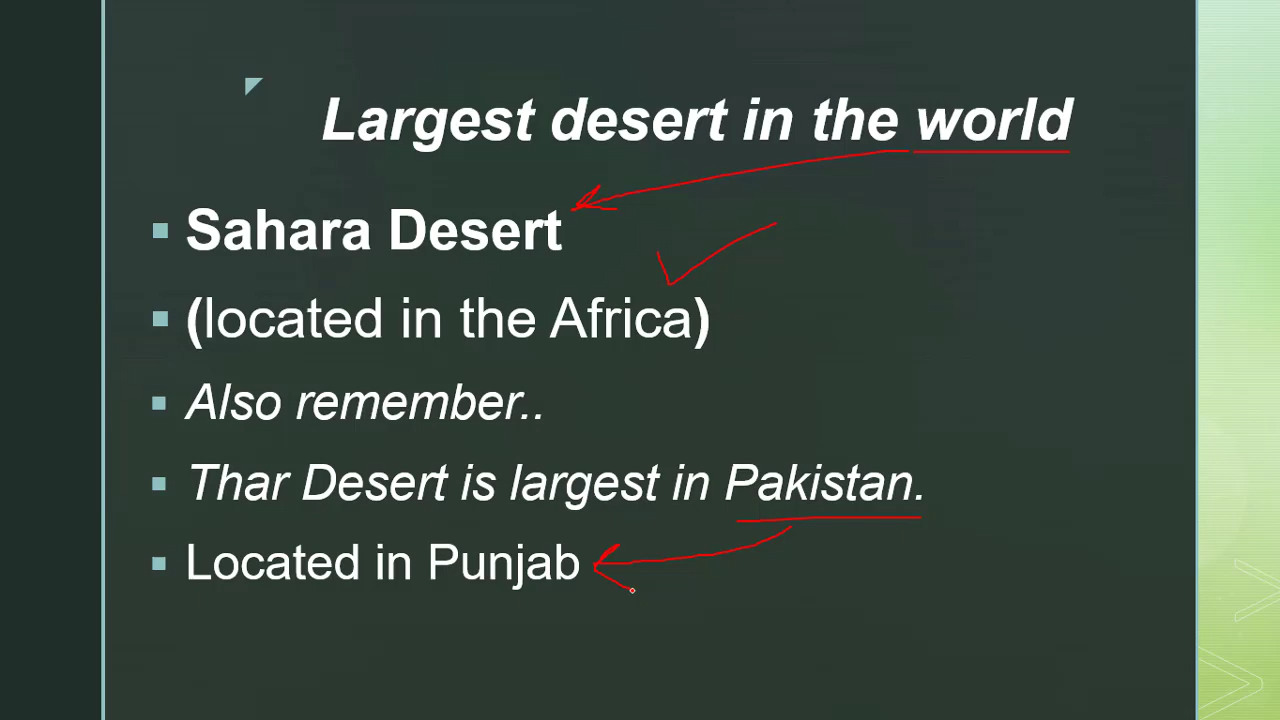 Largest desert in the world
Sahara Desert
(located in the Africa)
Also remember..
Thar Desert is largest in Pakistan.
Located in Punjab